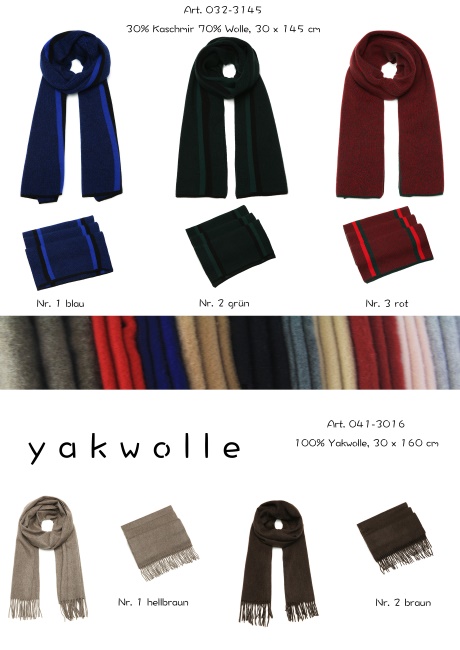 Art. 032-3145
30% Kaschmir 70% Wolle, 30 x 145 cm
Nr. 1 blau
Nr. 2 grün
Nr. 3 rot
yakwolle
Art. 041-3016
100% Yakwolle, 30 x 160 cm
Nr. 1 hellbraun
Nr. 2 braun